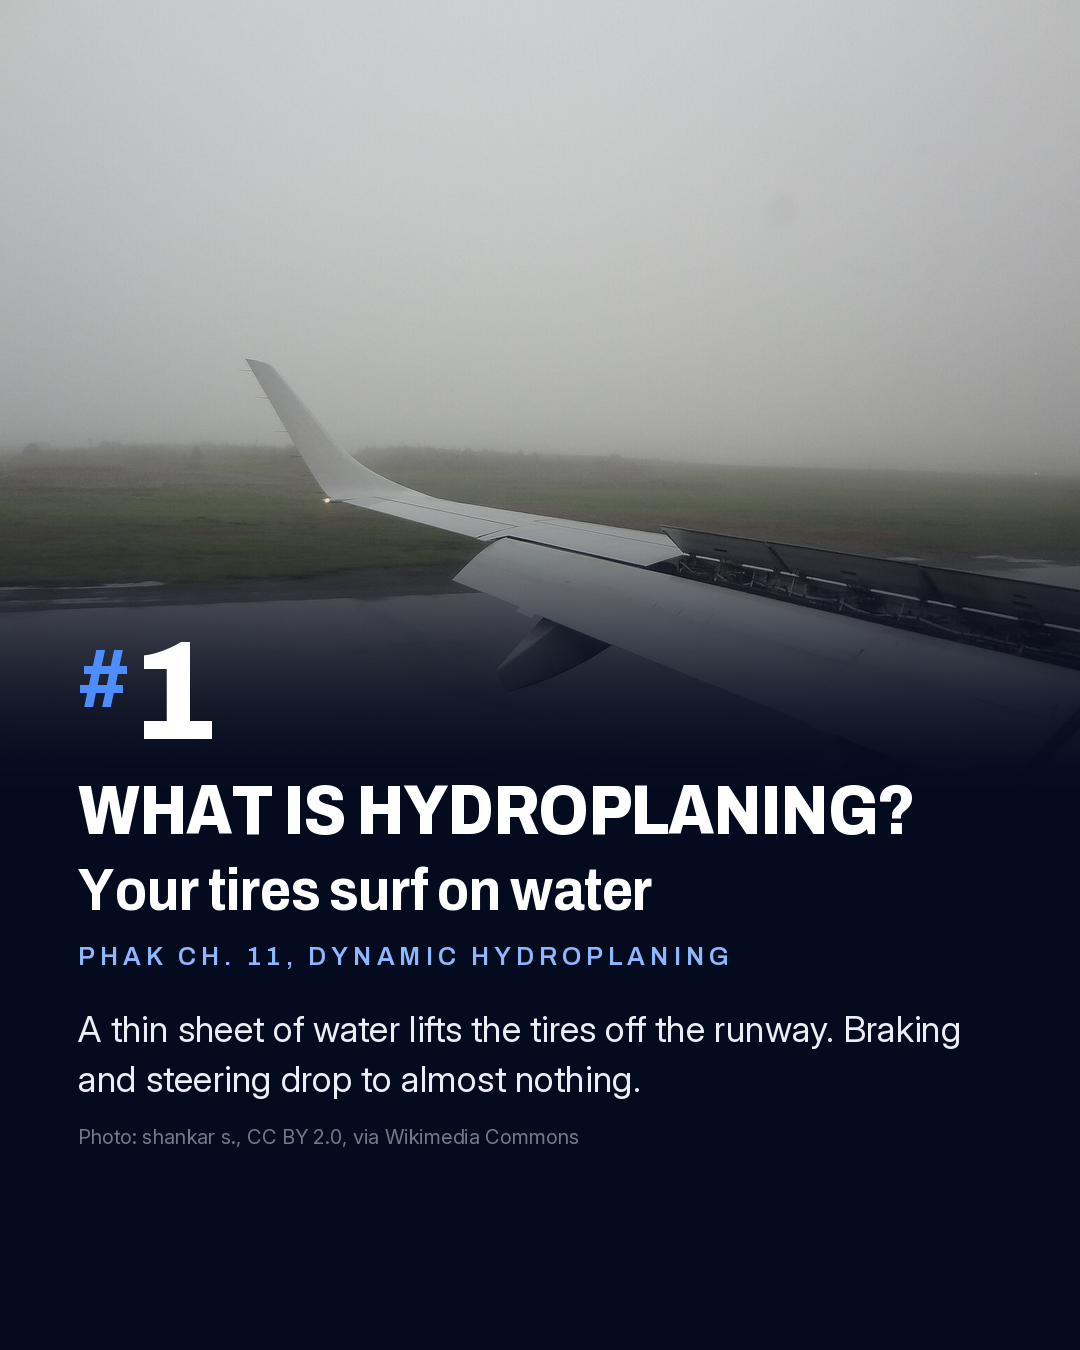 #1
WHAT IS HYDROPLANING?
Your tires surf on water
PHAK CH. 11, DYNAMIC HYDROPLANING
A thin sheet of water lifts the tires off the runway. Braking
and steering drop to almost nothing.
Photo: shankar s., CC BY 2.0, via Wikimedia Commons